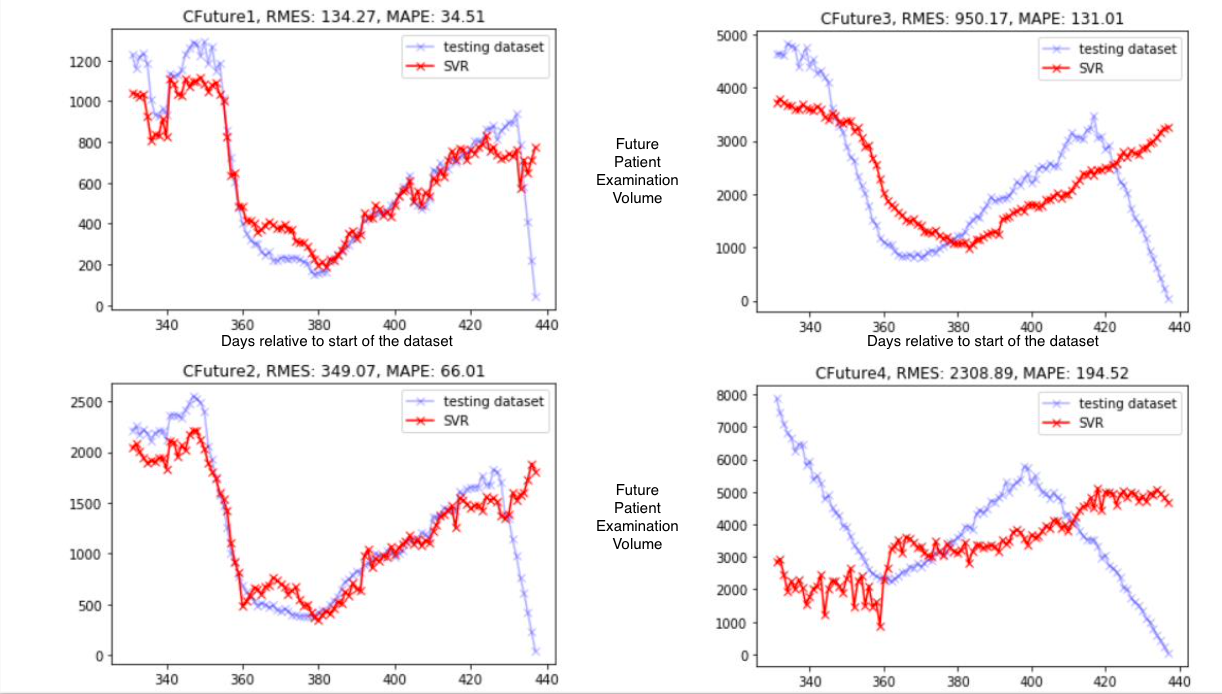 CFuture1, RMES: 134.27, MAPE: 34.51
testing dataset
SVR
1200
1000
800
600
400
200
0
340 360 380 400 420 440
Days relative to start of the dataset
Future
Patient
Examination
Volume
CFuture3, RMES: 950.17, MAPE: 131.01
testing dataset
SVR
5000
4000
3000
2000
1000
0
340 360 380 400 420 440
Days relative to start of the dataset
CFuture2, RMES: 349.07, MAPE: 66.01
testing dataset
SVR
2500
2000
1500
1000
500
0
340 360 380 400 420 440
Future
Patient
Examination
Volume
CFuture4, RMES: 2308.89, MAPE: 194.52
testing dataset
SVR
8000
7000
6000
5000
4000
3000
2000
1000
0
340 360 380 400 420 440